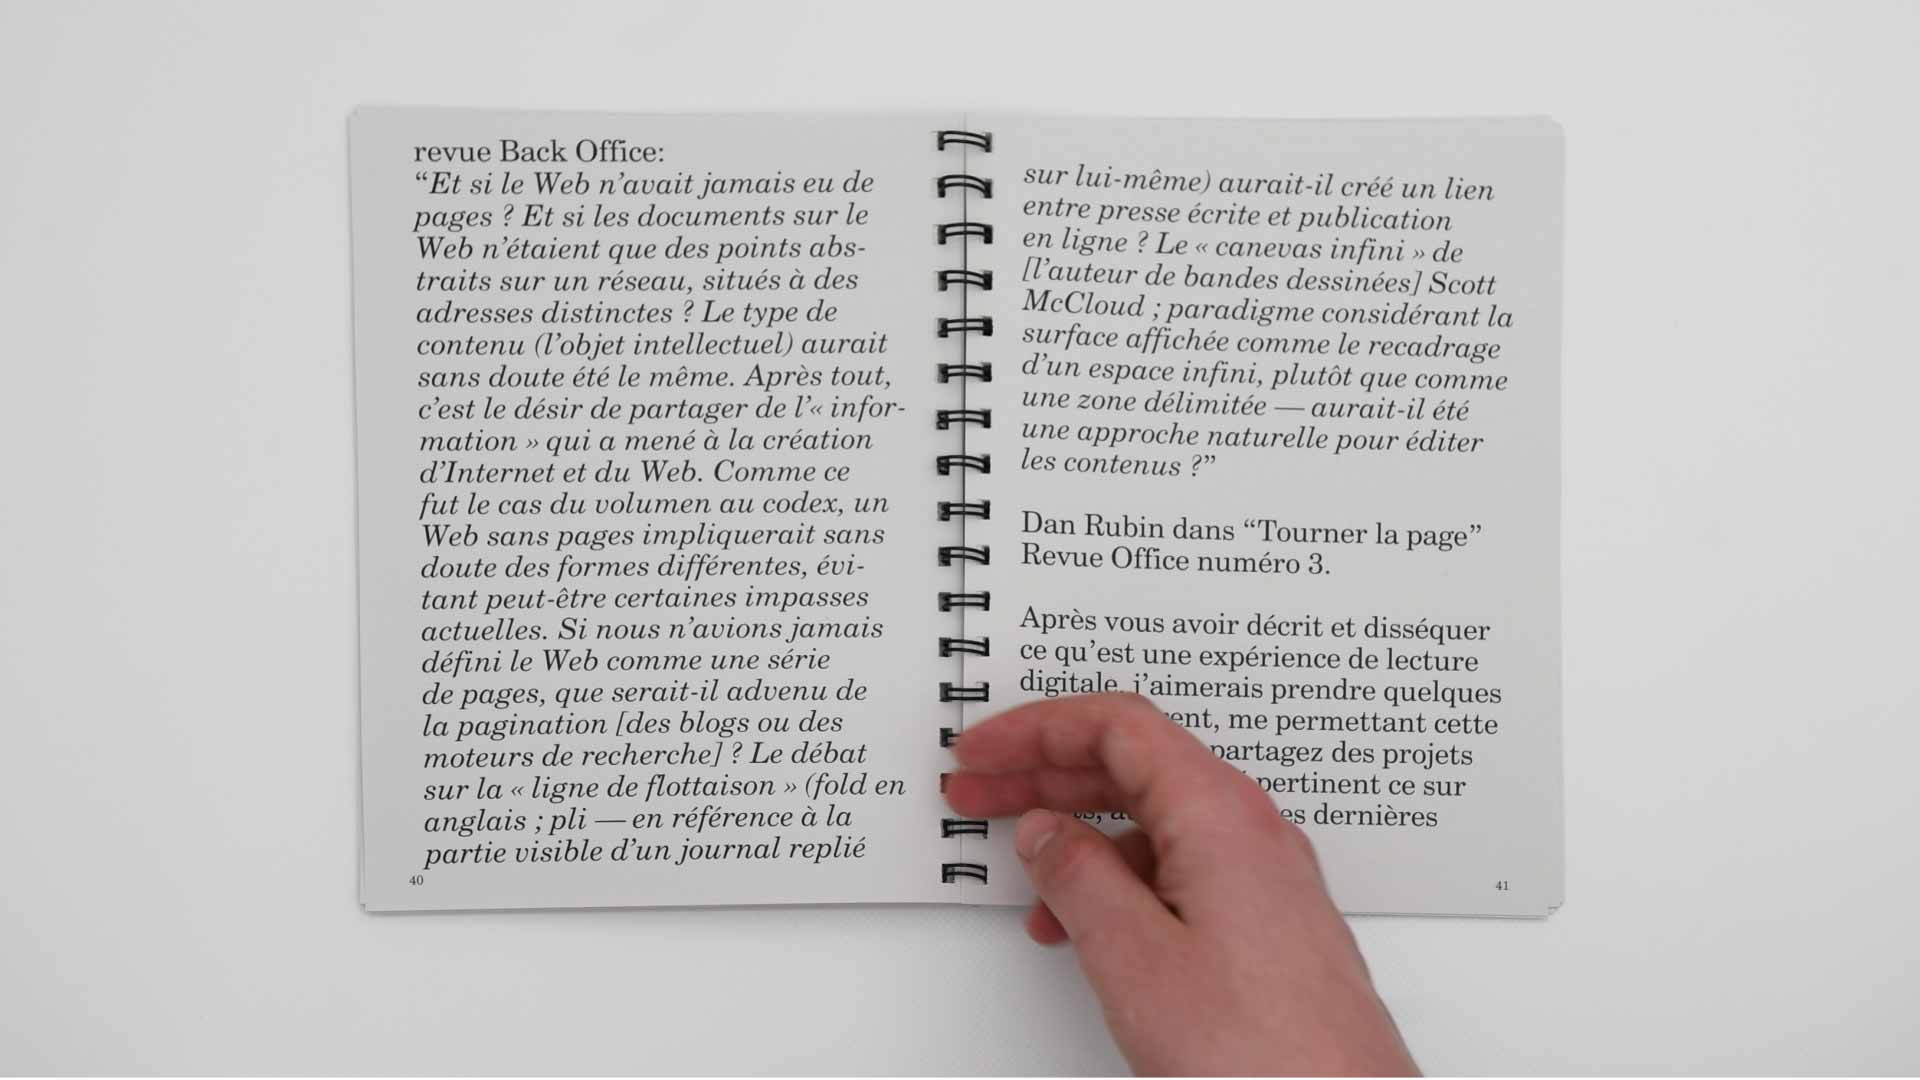 revue Back Office:
“Et si le Web n’avait jamais eu de
pages ? Et si les documents sur le
Web n’étaient que des points abs-
traits sur un réseau, situés à des
adresses distinctes ? Le type de
contenu (l’objet intellectuel) aurait
sans doute été le même. Après tout,
c’est le désir de partager de l’« infor-
mation » qui a mené à la création
d’Internet et du Web. Comme ce
fut le cas du volumen au codex, un
Web sans pages impliquerait sans
doute des formes différentes, évi-
tant peut-être certaines impasses
actuelles. Si nous n’avions jamais
défini le Web comme une série
de pages, que serait-il advenu de
la pagination [des blogs ou des
moteurs de recherche] ? Le débat
sur la « ligne de flottaison » (fold en
anglais ; pli — en référence à la
partie visible d’un journal replié
40
sur lui-même) aurait-il créé un lien
entre presse écrite et publication
en ligne ? Le « canevas infini » de
[l’auteur de bandes dessinées] Scott
McCloud ; paradigme considérant la
surface affichée comme le recadrage
d’un espace infini, plutôt que comme
une zone délimitée — aurait-il été
une approche naturelle pour éditer
les contenus ?”
Dan Rubin dans “Tourner la page”
Revue Office numéro 3.
Après vous avoir décrit et disséquer
ce qu’est une expérience de lecture
digitale, j’aimerais prendre quelques
me permettant cette
partagez des projets
pertinent ce sur
dernières
41